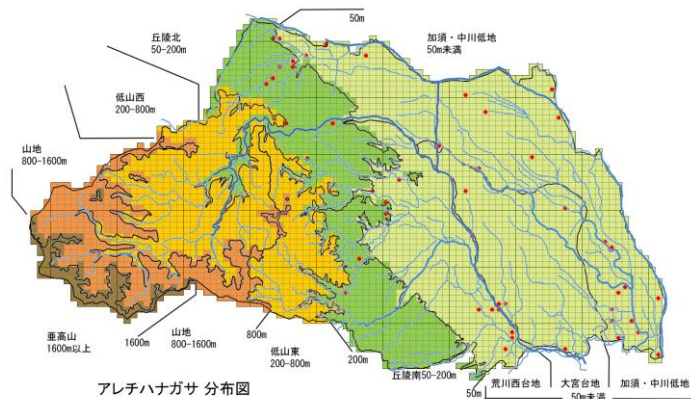 50m
丘陵北
50-200m
加須・中川低地
50m未満
低山西
200-800m
山地
800-1600m
亜高山
1600m以上
1600m
山地
800-1600m
800m
低山東
200-800m
200m
丘陵南50-200m
50m
荒川西台地
大宮台地
加須・中川低地
50m未満
アレチハナガサ 分布図